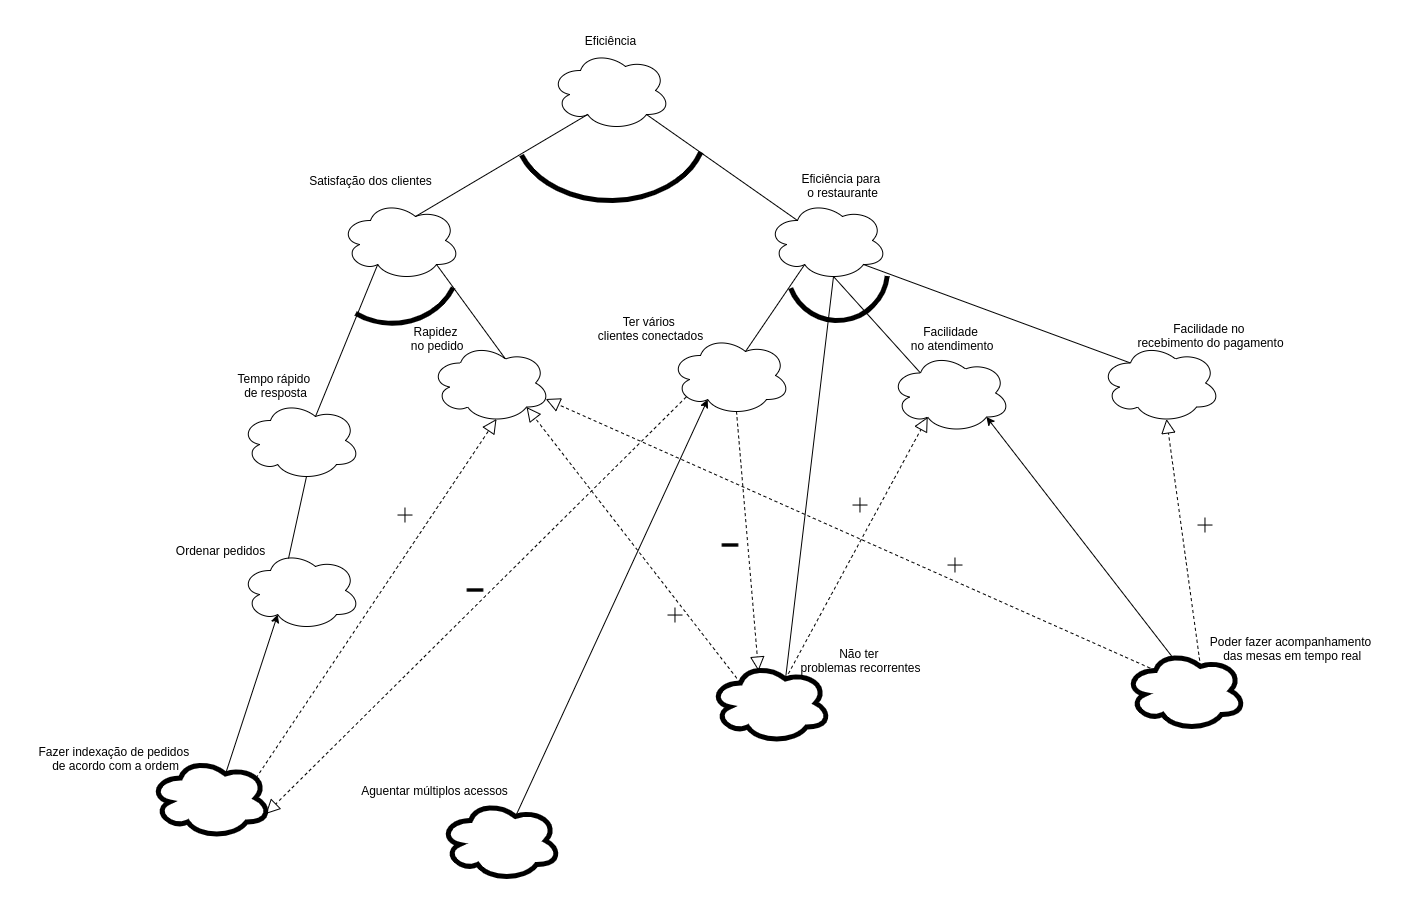 Eficiência
Satisfação dos clientes
Eficiência para
o restaurante
Rapidez
no pedido
Ter vários
clientes conectados
Facilidade
no atendimento
Facilidade no
recebimento do pagamento
Tempo rápido
de resposta
+
+
+
−
Ordenar pedidos
+
−
+
Não ter
problemas recorrentes
Poder fazer acompanhamento
das mesas em tempo real
Fazer indexação de pedidos
de acordo com a ordem
Aguentar múltiplos acessos